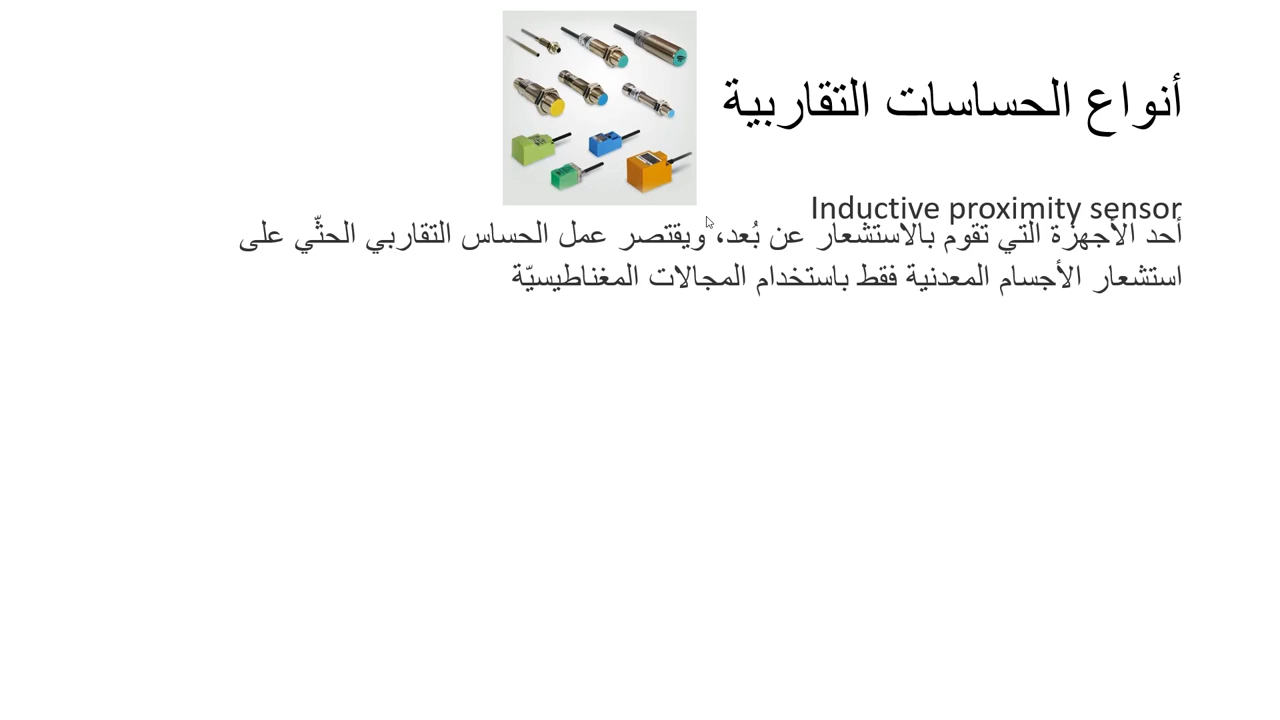 أنواع الحساسات التقاربية
Inductive proximity sensor
أحد الأجهزة التي تقوم بالاستشعار عن بُعد، ويقتصر عمل الحساس التقاربي الحثّي على
استشعار الأجسام المعدنية فقط باستخدام المجالات المغناطيسيّة